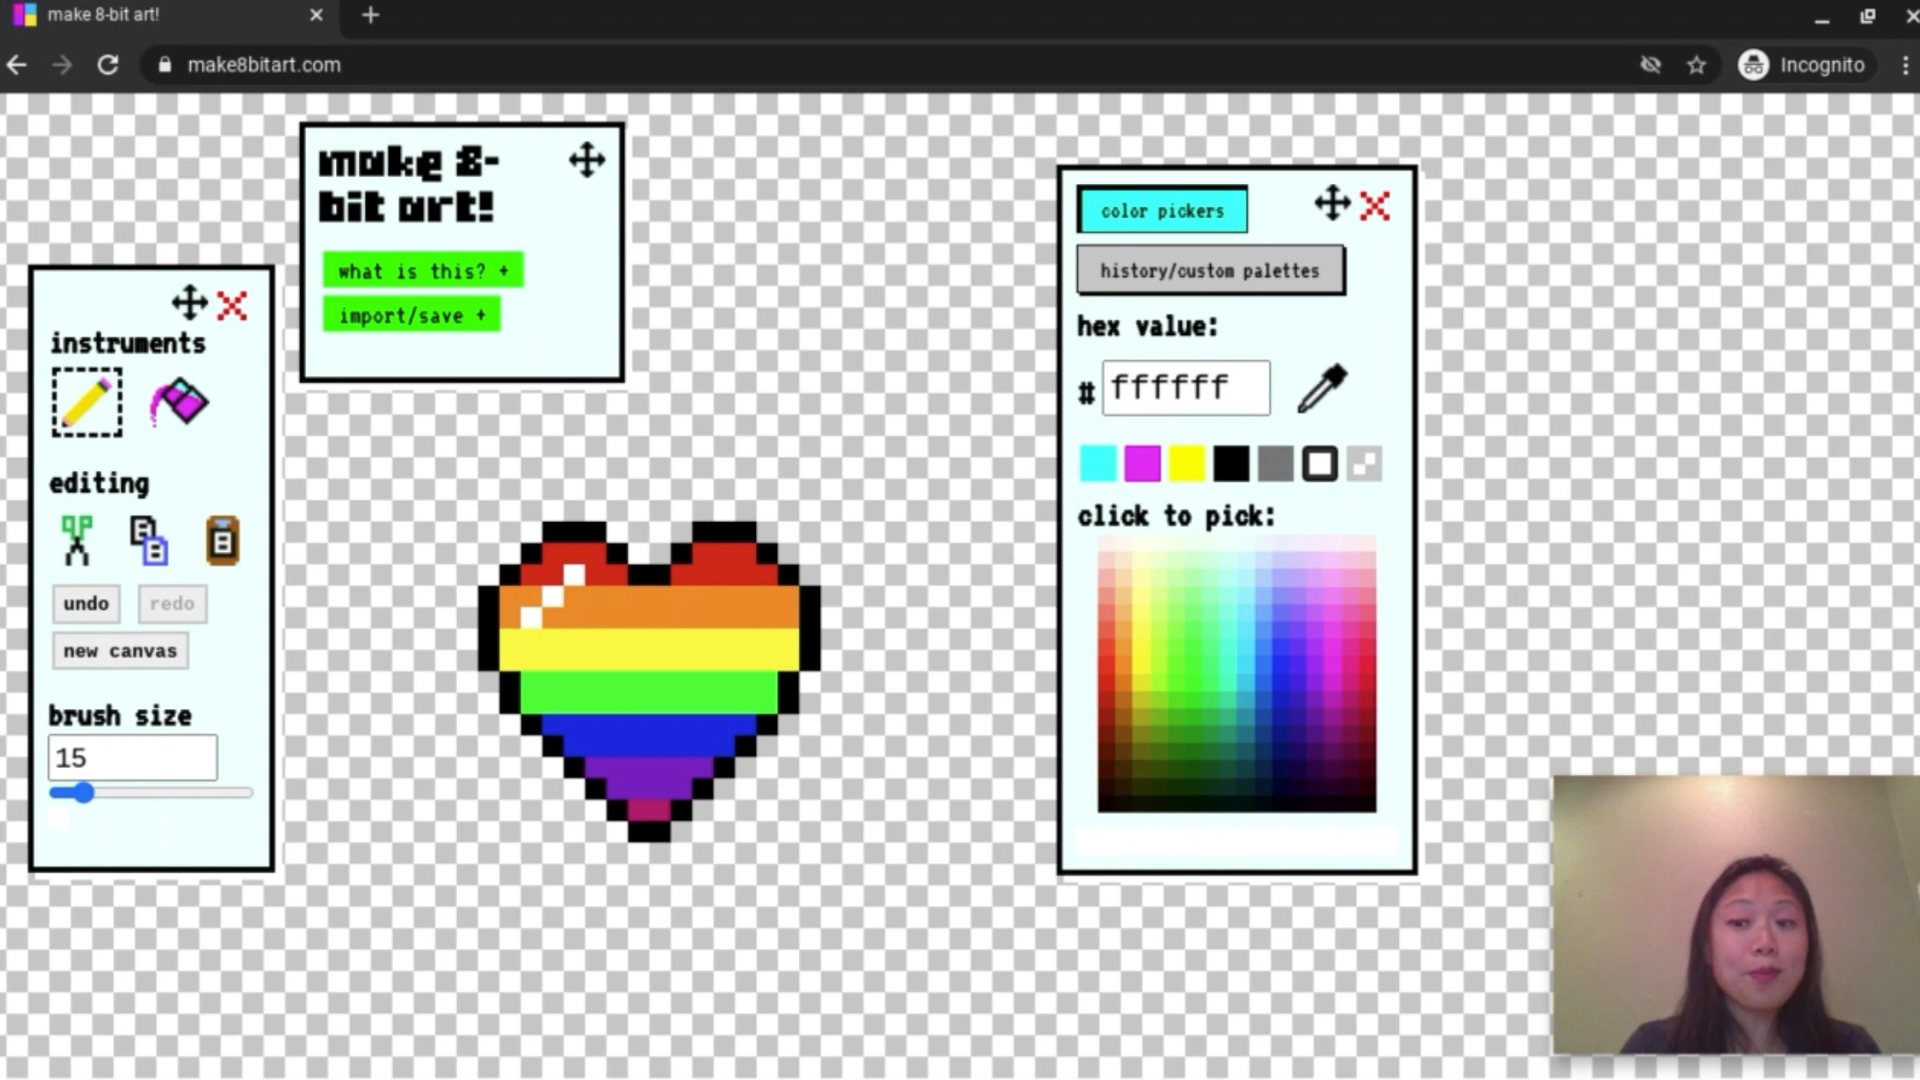 make 8-bit art!
make8bitart.com
Incognito
make 8-
bit art!
what is this? +
import/save +
instruments
editing
undo redo
new canvas
brush size
15
color pickers
history/custom palettes
hex value:
# ffffff
click to pick: